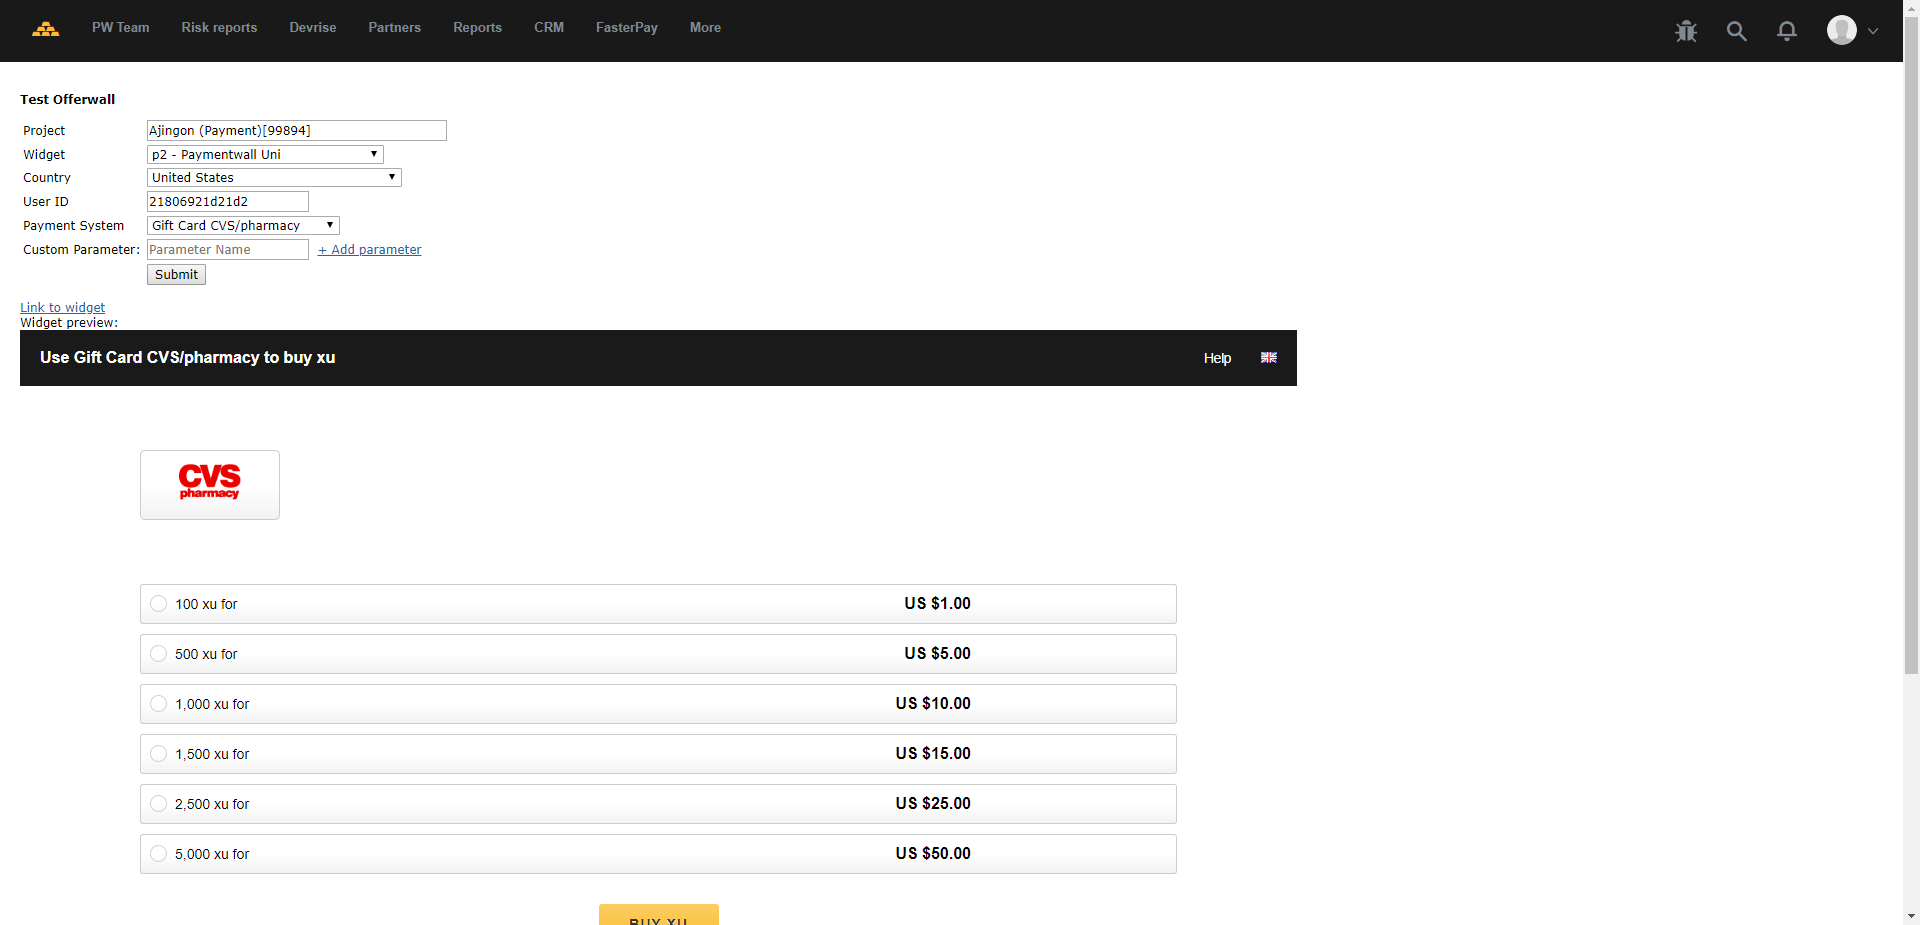 PW Team Risk reports Devrise Partners Reports CRM FasterPay More
Test Offerwall
Project Ajingon (Payment)[99894]
Widget p2 - Paymentwall Uni
Country United States
User ID 21806921d21d2
Payment System Gift Card CVS/pharmacy
Custom Parameter: Parameter Name + Add parameter
Submit
Link to widget
Widget preview:
Use Gift Card CVS/pharmacy to buy xu Help
CVS
pharmacy
100 xu for US $1.00
500 xu for US $5.00
1,000 xu for US $10.00
1,500 xu for US $15.00
2,500 xu for US $25.00
5,000 xu for US $50.00
BUY XU